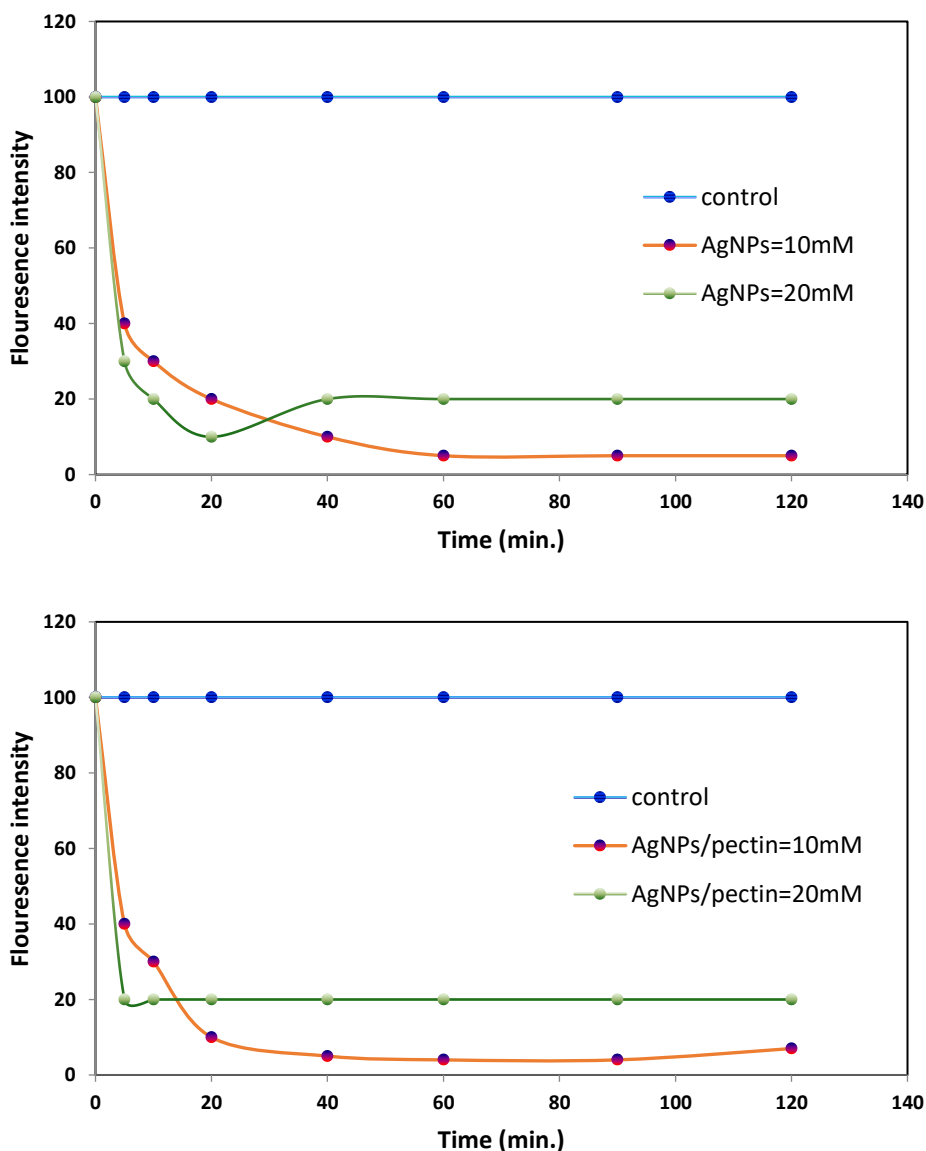 120
100
80
60
40
20
0
Flouresence intensity
control
AgNPs=10mM
AgNPs=20mM
0 20 40 60 80 100 120 140
Time (min.)
120
100
80
60
40
20
0
Flouresence intensity
control
AgNPs/pectin=10mM
AgNPs/pectin=20mM
0 20 40 60 80 100 120 140
Time (min.)